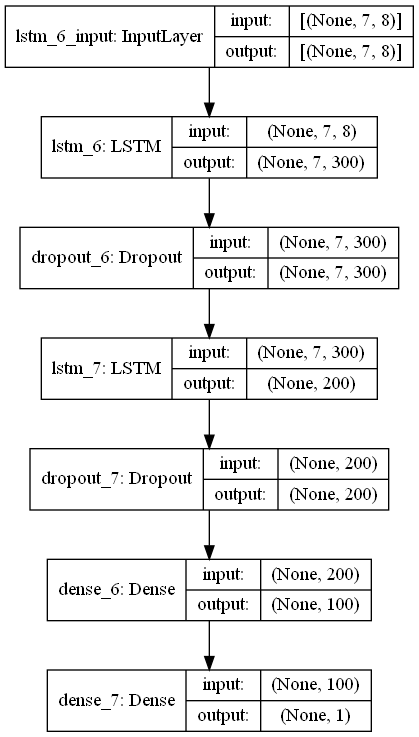 lstm_6_input: InputLayer input: [(None, 7, 8)]
output: [(None, 7, 8)]
lstm_6: LSTM input: (None, 7, 8)
output: (None, 7, 300)
dropout_6: Dropout input: (None, 7, 300)
output: (None, 7, 300)
lstm_7: LSTM input: (None, 7, 300)
output: (None, 200)
dropout_7: Dropout input: (None, 200)
output: (None, 200)
dense_6: Dense input: (None, 200)
output: (None, 100)
dense_7: Dense input: (None, 100)
output: (None, 1)